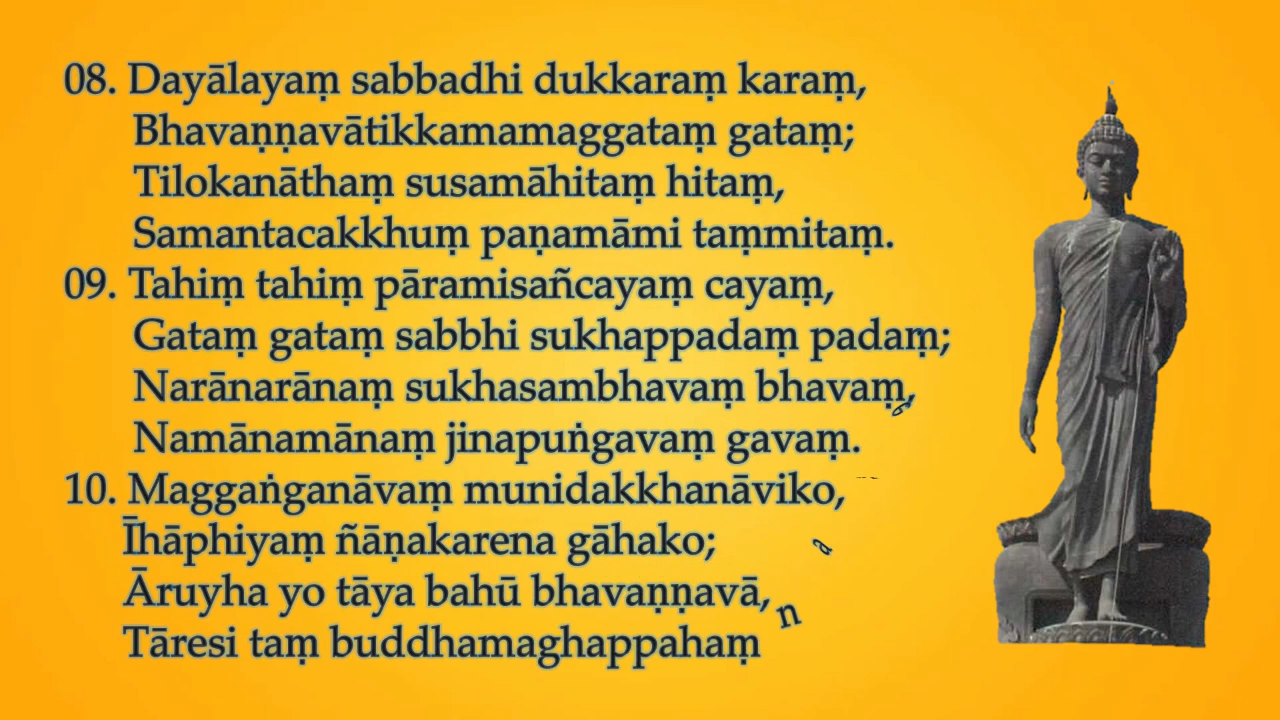 08. Dayālayaṃ sabbadhi dukkaraṃ karaṃ,
Bhavaṇṇavātikkamamaggataṃ gataṃ;
Tilokanāthaṃ susamāhitaṃ hitaṃ,
Samantacakkhuṃ paṇamāmi taṃmitaṃ.
09. Tahiṃ tahiṃ pāramisañcayaṃ cayaṃ,
Gataṃ gataṃ sabbhi sukhappadaṃ padaṃ;
Narānarānaṃ sukhasambhavaṃ bhavaṃ,
Namānamānaṃ jinapuṅgavaṃ gavaṃ.
10. Maggaṅganāvaṃ munidakkhanāviko,
Īhāphiyaṃ ñāṇakarena gāhako;
Āruyha yo tāya bahū bhavaṇṇavā,
Tāresi taṃ buddhamaghappahaṃ n a